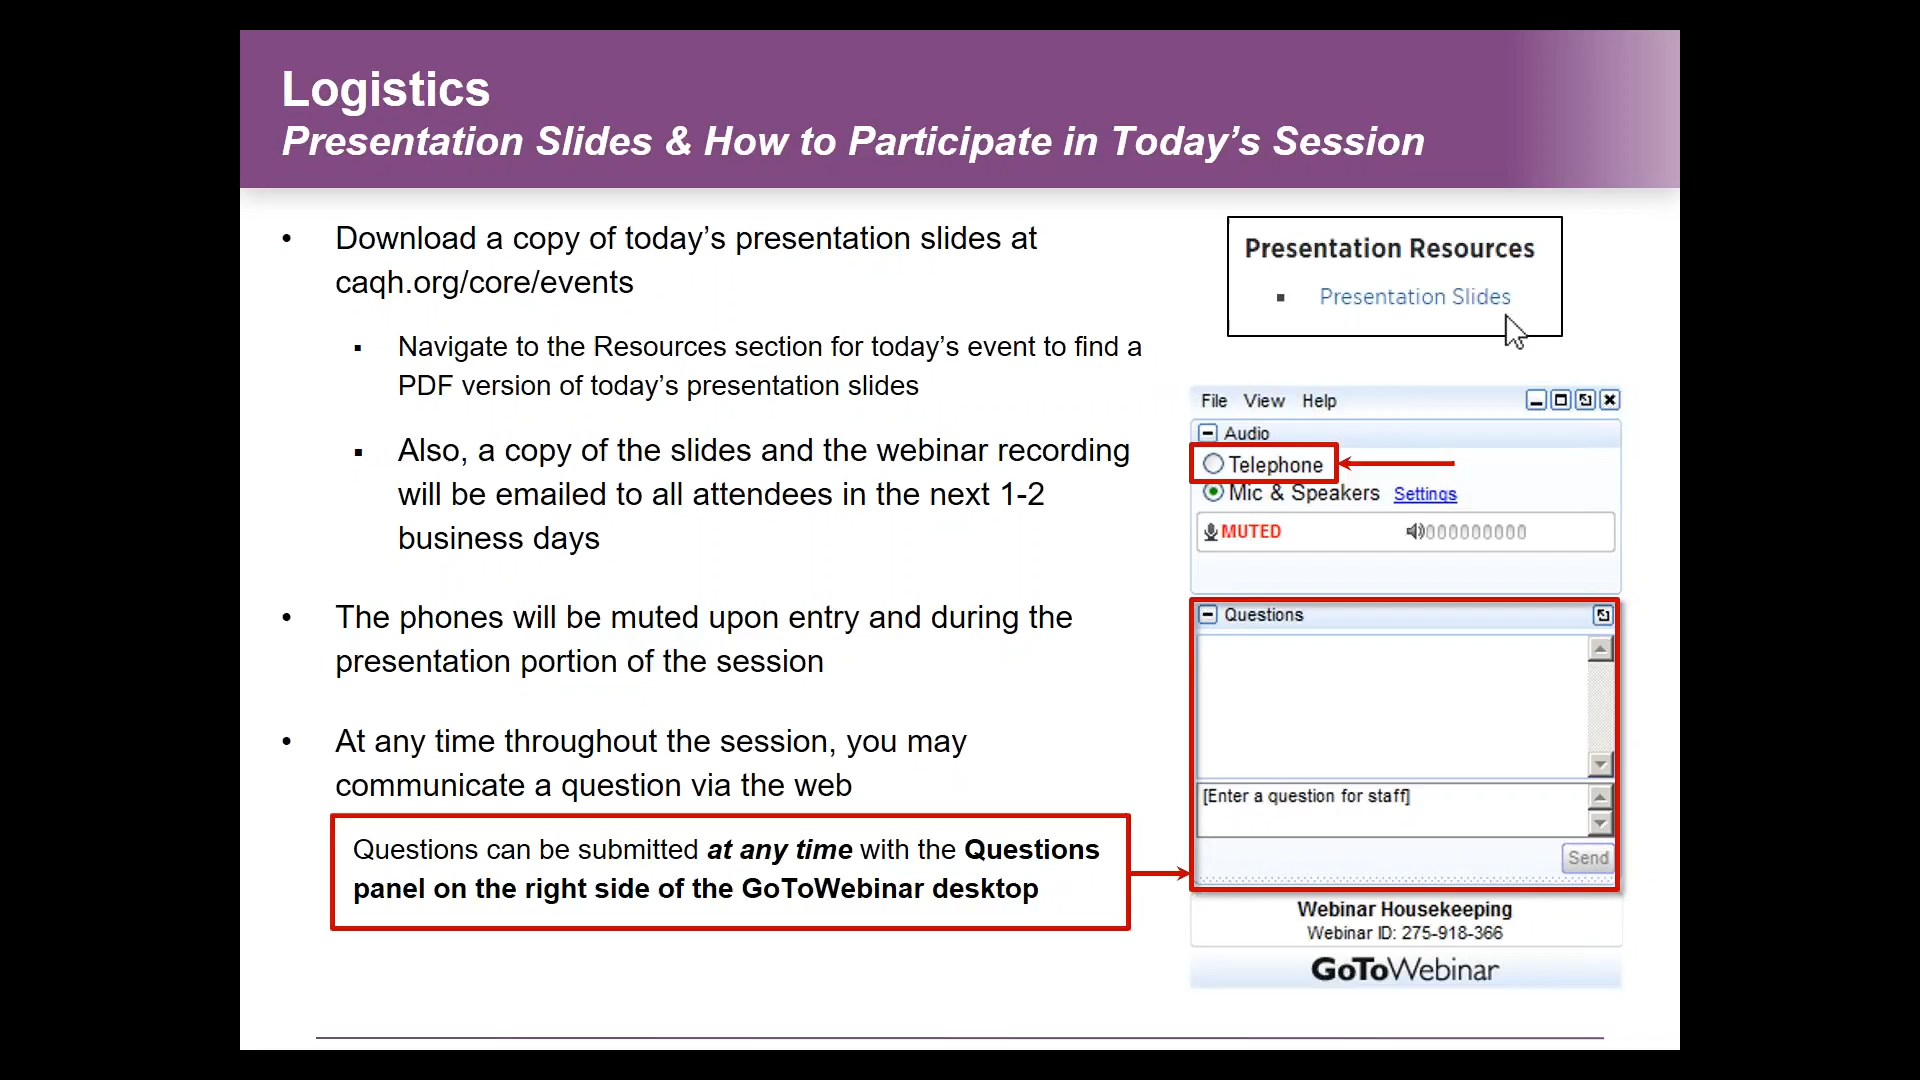 Logistics
Presentation Slides & How to Participate in Today’s Session
• Download a copy of today’s presentation slides at
caqh.org/core/events
▪ Navigate to the Resources section for today’s event to find a
PDF version of today’s presentation slides
▪ Also, a copy of the slides and the webinar recording
will be emailed to all attendees in the next 1-2
business days
• The phones will be muted upon entry and during the
presentation portion of the session
• At any time throughout the session, you may
communicate a question via the web
Questions can be submitted at any time with the Questions
panel on the right side of the GoToWebinar desktop
Presentation Resources
▪ Presentation Slides
File View Help
Audio
Telephone
Mic & Speakers Settings
MUTED 000000000
Questions
[Enter a question for staff]
Send
Webinar Housekeeping
Webinar ID: 275-918-366
GoToWebinar